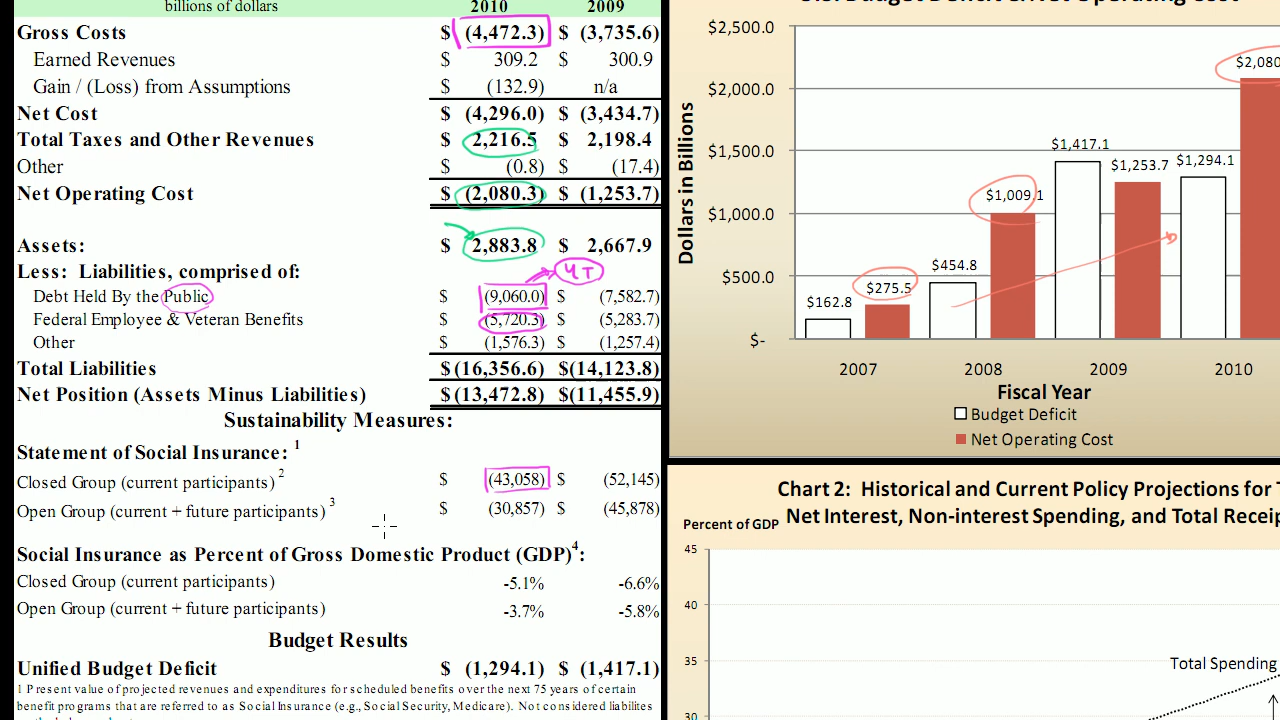 billions of dollars 2010 2009
Gross Costs $ (4,472.3) $ (3,735.6)
Earned Revenues $ 309.2 $ 300.9
Gain / (Loss) from Assumptions $ (132.9) n/a
Net Cost $ (4,296.0) $ (3,434.7)
Total Taxes and Other Revenues $ 2,216.5 $ 2,198.4
Other $ (0.8) $ (17.4)
Net Operating Cost $ (2,080.3) $ (1,253.7)
Assets: $ 2,883.8 $ 2,667.9
Less: Liabilities, comprised of:
4T
Debt Held By the Public $ (9,060.0) $ (7,582.7)
Federal Employee & Veteran Benefits $ (5,720.3) $ (5,283.7)
Other $ (1,576.3) $ (1,257.4)
Total Liabilities $ (16,356.6) $(14,123.8)
Net Position (Assets Minus Liabilities) $ (13,472.8) $(11,455.9)
Sustainability Measures:
Statement of Social Insurance: 1
Closed Group (current participants) 2 $ (43,058) $ (52,145)
Open Group (current + future participants) 3 $ (30,857) $ (45,878)
Social Insurance as Percent of Gross Domestic Product (GDP)4:
Closed Group (current participants) -5.1% -6.6%
Open Group (current + future participants) -3.7% -5.8%
Budget Results
Unified Budget Deficit $ (1,294.1) $ (1,417.1)
1 Present value of projected revenues and expenditures for scheduled benefits over the next 75 years of certain
benefit programs that are referred to as Social Insurance (e.g., Social Security, Medicare). Not considered liabilites
Budget Deficit Operating Cost
Dollars in Billions
$2,500.0
$2,000.0
$1,500.0
$1,000.0
$500.0
$-
$162.8 $275.5 $454.8 $1,009.1 $1,417.1 $1,253.7 $1,294.1 $2,080
2007 2008 2009 2010
Fiscal Year
Budget Deficit
Net Operating Cost
Chart 2: Historical and Current Policy Projections for
Net Interest, Non-interest Spending, and Total
Percent of GDP
45
40
35
30
Total Spending